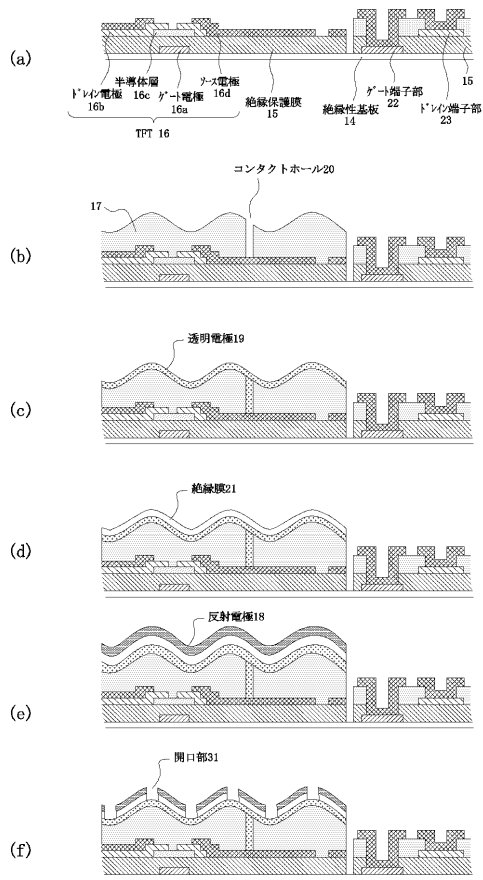 (a)
ﾄﾞﾚｲﾝ電極
16b
半導体層
16c
ｹﾞｰﾄ電極
16a
ｿｰｽ電極
16d
TFT 16
絶縁保護膜
15
絶縁性基板
14
ｹﾞｰﾄ端子部
22
ﾄﾞﾚｲﾝ端子部
23
15
コンタクトホール20
17
(b)
透明電極19
(c)
絶縁膜21
(d)
反射電極18
(e)
開口部31
(f)